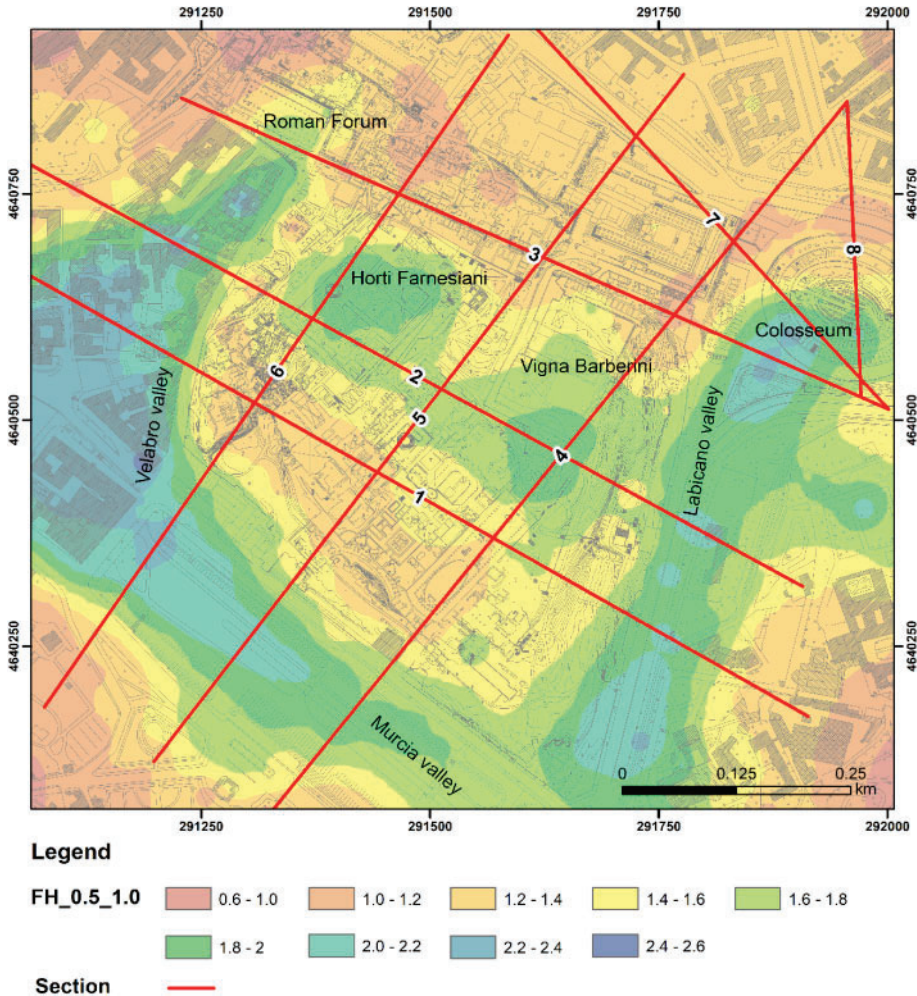 291250 291500 291750 292000
Roman Forum
4640750
4640750
7
3
8
Horti Farnesiani
Colosseum
Vigna Barberini
6
2
5
4640500
4640500
Velabro valley
Labicano valley
4
1
4640250
4640250
Murcia valley
0 0.125 0.25
km
291250 291500 291750 292000
Legend
FH_0.5_1.0 0.6 - 1.0 1.0 - 1.2 1.2 - 1.4 1.4 - 1.6 1.6 - 1.8
1.8 - 2 2.0 - 2.2 2.2 - 2.4 2.4 - 2.6
Section